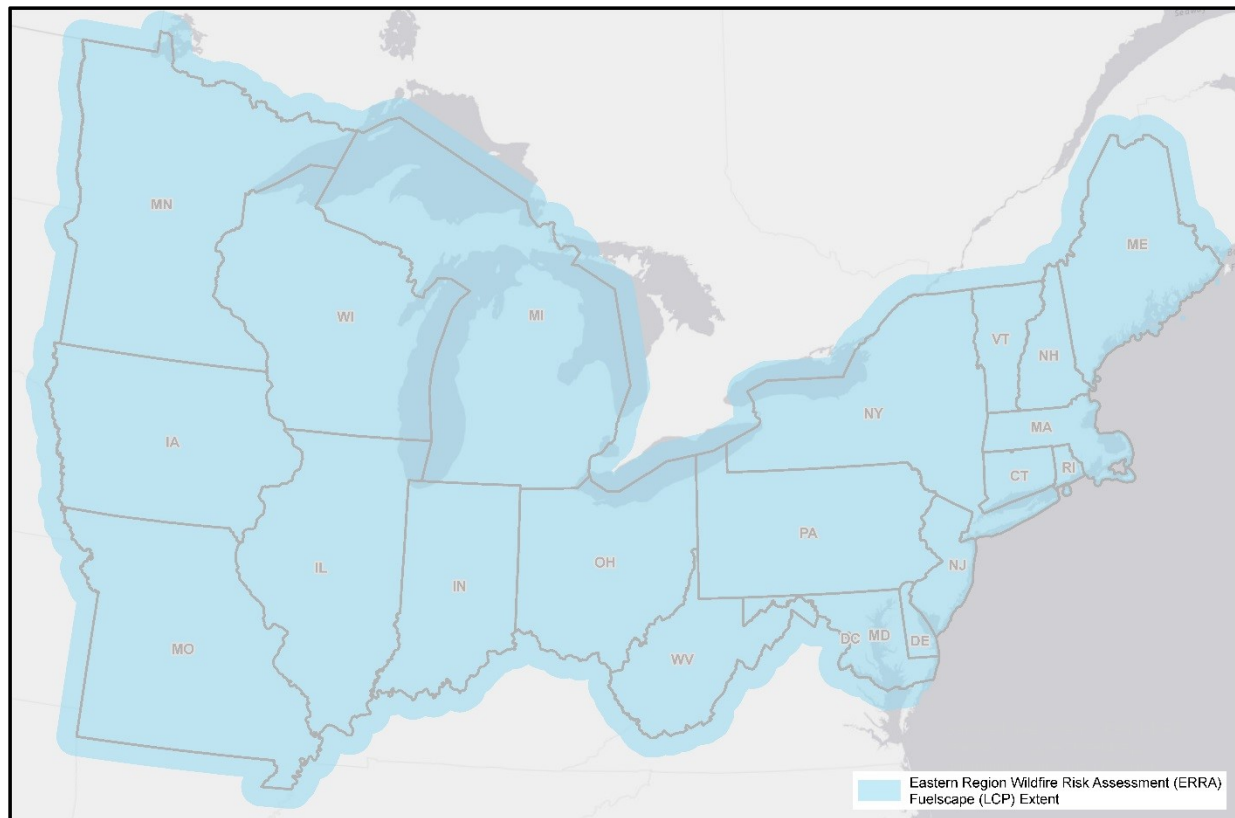 MN
ME
WI
MI
VT
NH
NY
MA
IA
CT
RI
PA
OH
NJ
IL
IN
MO
WV
DC
MD
DE
Eastern Region Wildfire Risk Assessment (ERRA)
Fuelscape (LCP) Extent